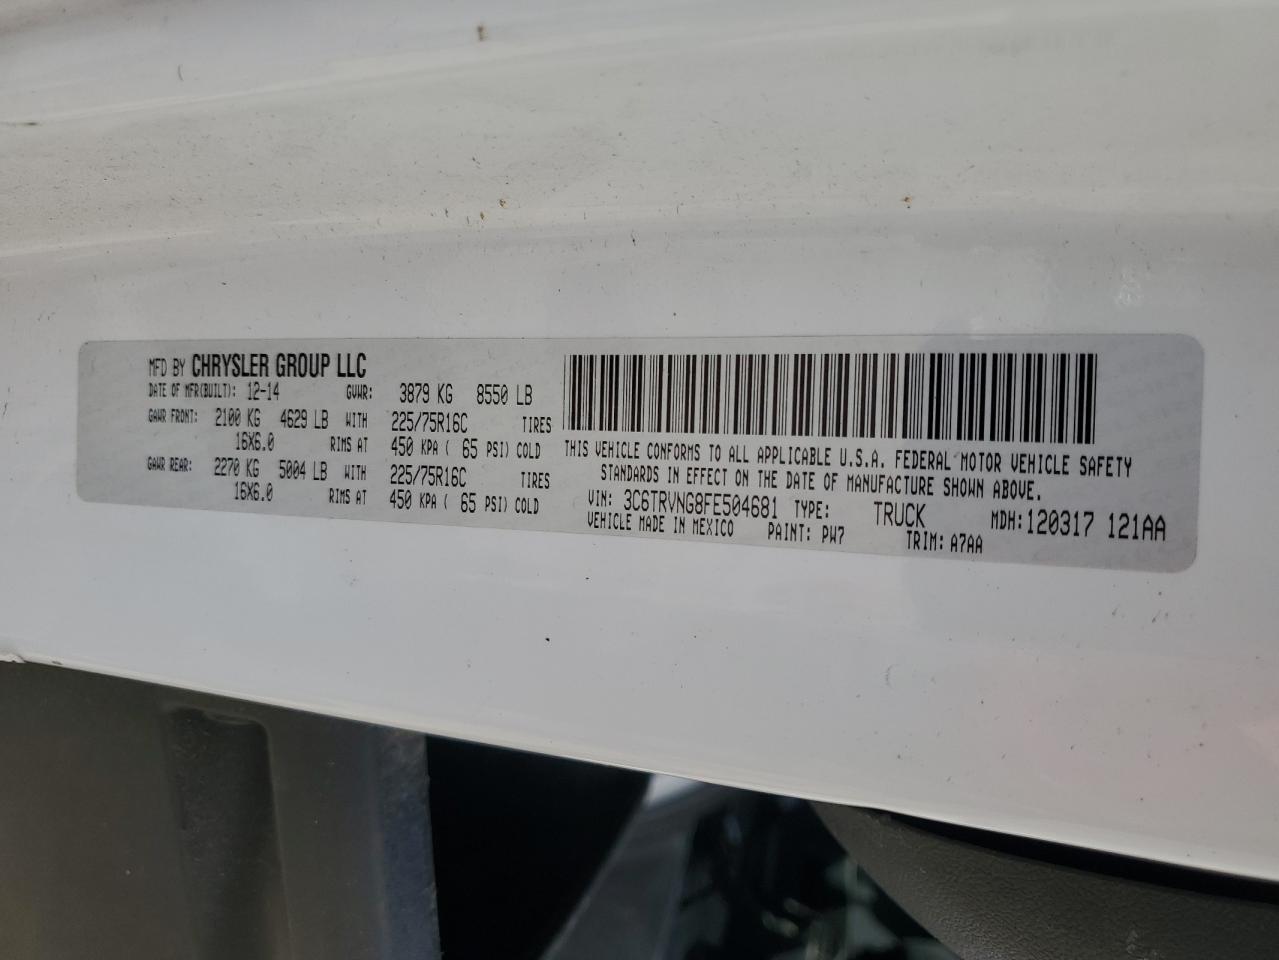 MFD BY CHRYSLER GROUP LLC
DATE OF MFR(BUILT): 12-14 GVWR: 3879 KG 8550 LB
GAWR FRONT: 2100 KG 4629 LB WITH 225/75R16C TIRES
16X6.0 RIMS AT 450 KPA ( 65 PSI) COLD
GAWR REAR: 2270 KG 5004 LB WITH 225/75R16C TIRES
16X6.0 RIMS AT 450 KPA ( 65 PSI) COLD
THIS VEHICLE CONFORMS TO ALL APPLICABLE U.S.A. FEDERAL MOTOR VEHICLE SAFETY
STANDARDS IN EFFECT ON THE DATE OF MANUFACTURE SHOWN ABOVE.
VIN: 3C6TRVNG8FE504681 TYPE: TRUCK MDH: 120317 121AA
VEHICLE MADE IN MEXICO PAINT: PW7 TRIM: A7AA